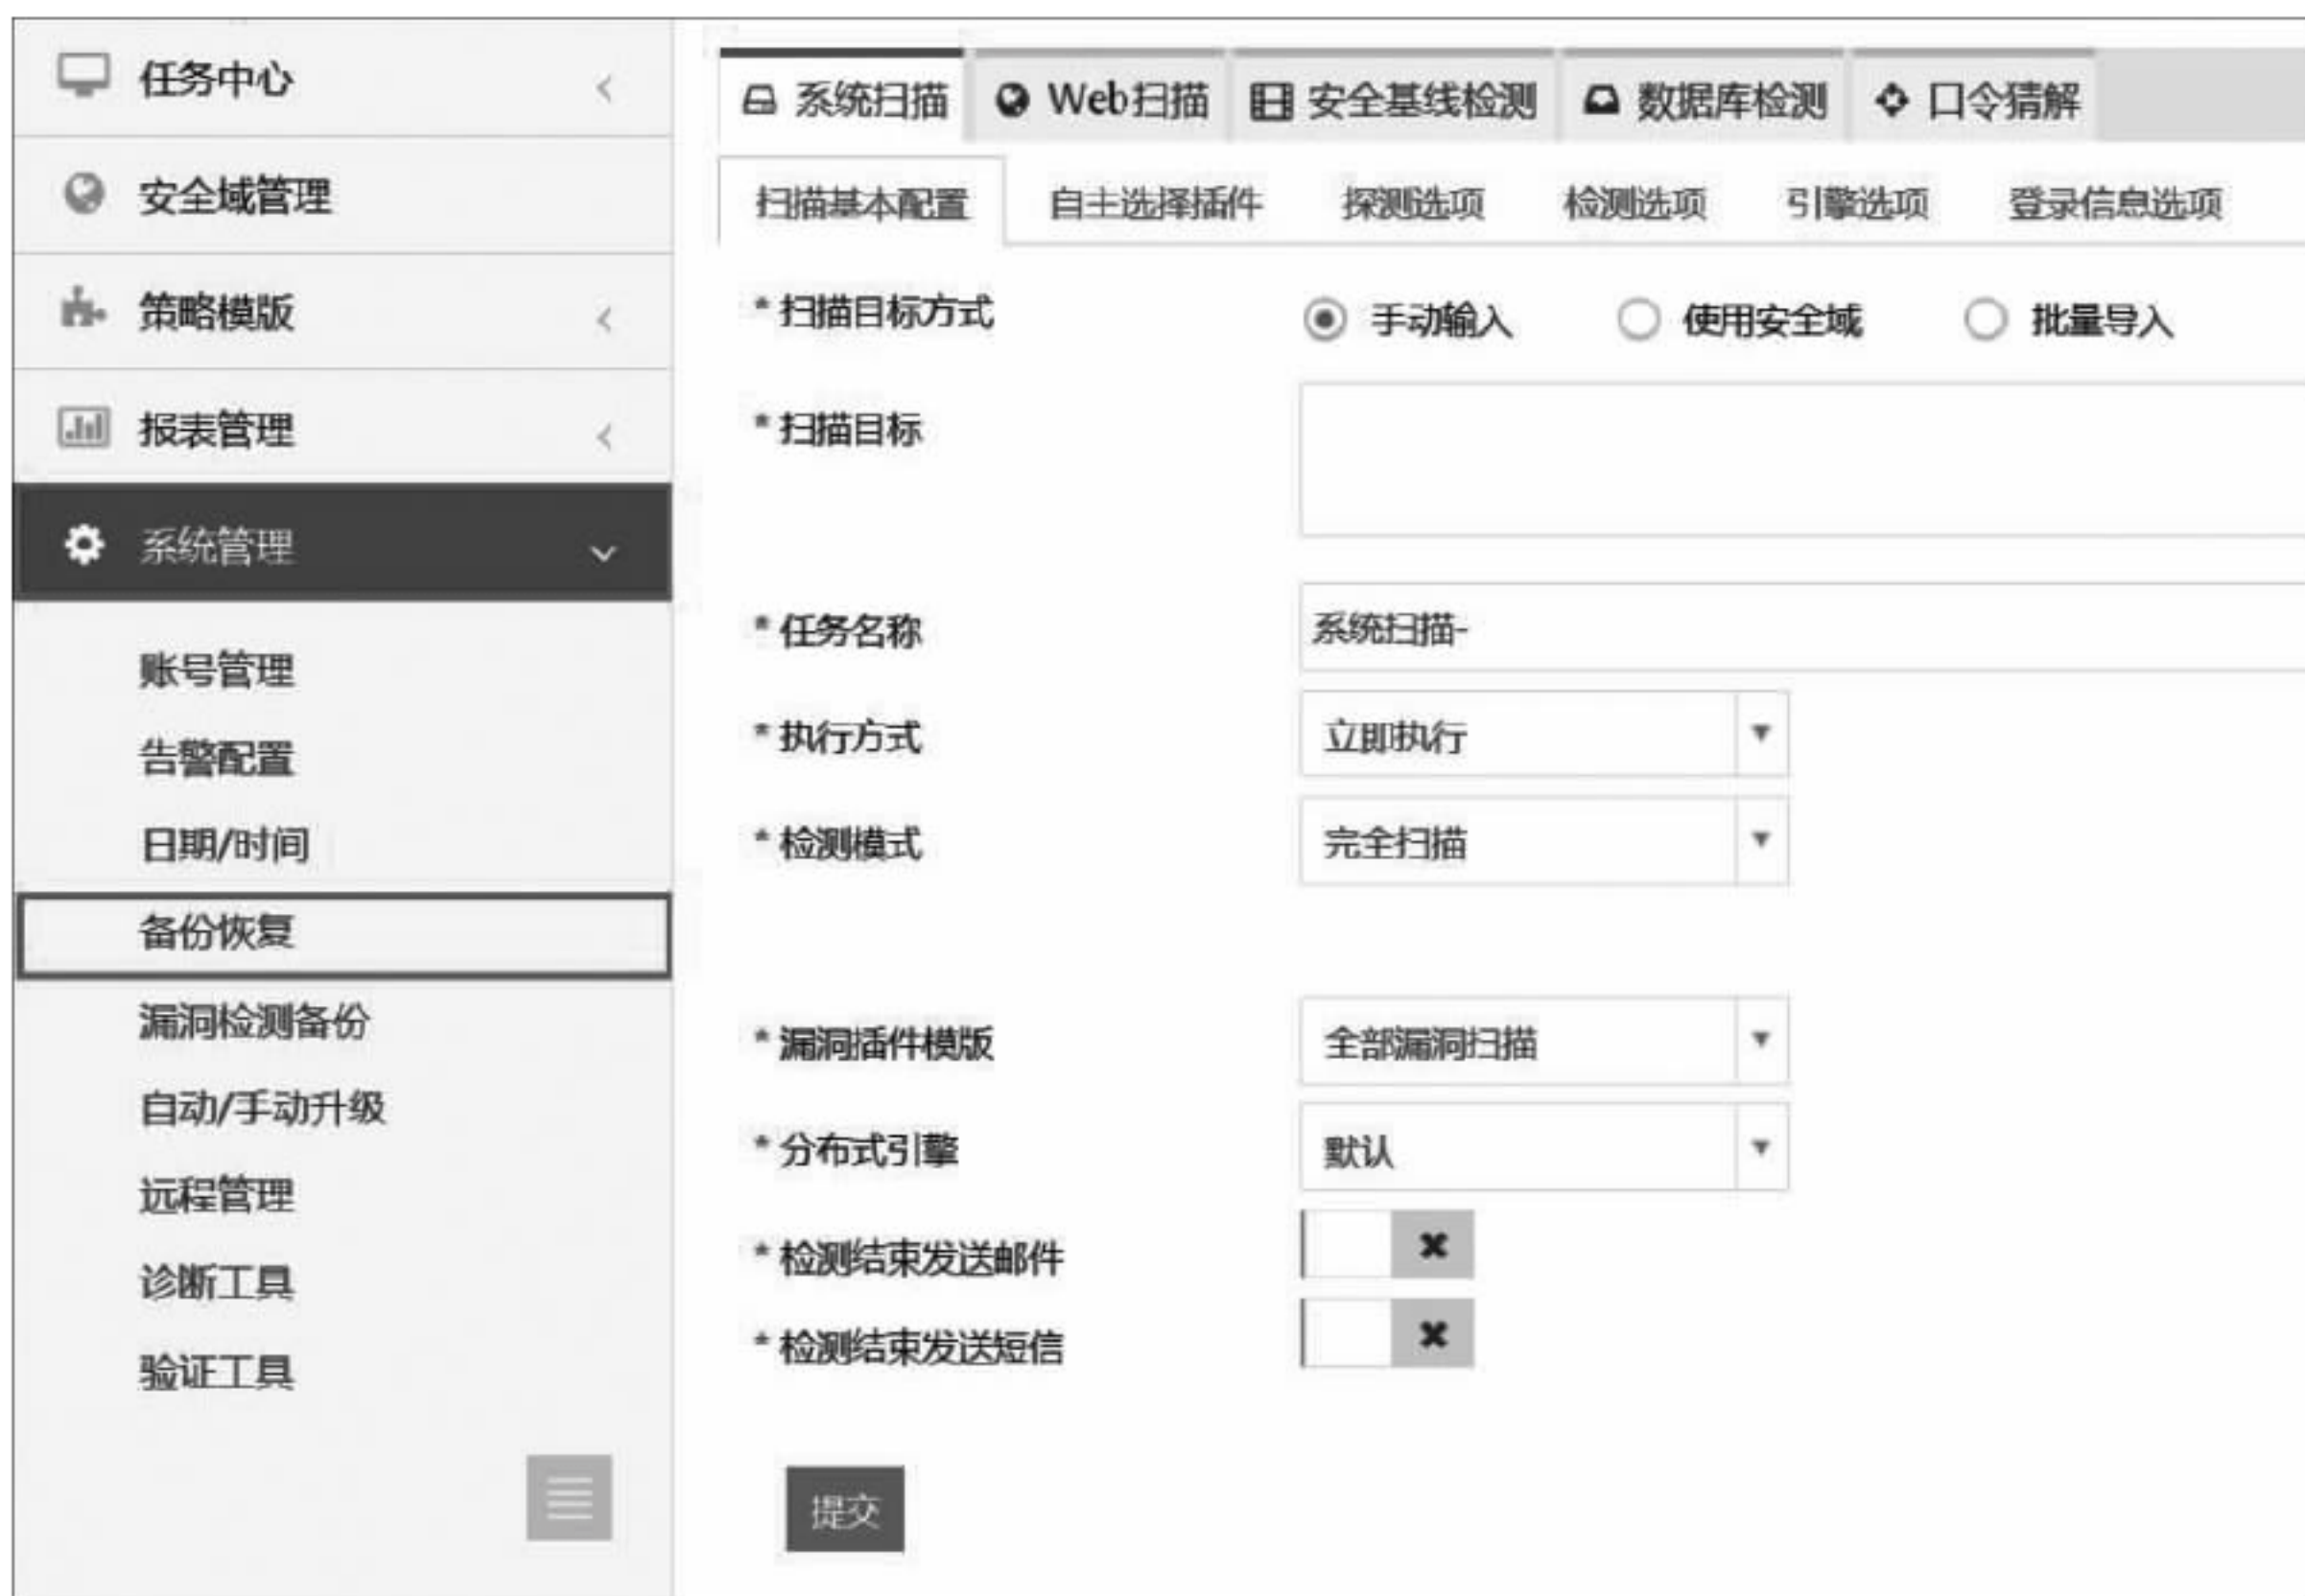 任务中心
安全域管理
策略模版
报表管理
系统管理
账号管理
告警配置
日期/时间
备份恢复
漏洞检测备份
自动/手动升级
远程管理
诊断工具
验证工具
系统扫描 Web扫描 安全基线检测 数据库检测 口令猜解
扫描基本配置 自主选择插件 探测选项 检测选项 引擎选项 登录信息选项
* 扫描目标方式 手动输入 使用安全域 批量导入
* 扫描目标
* 任务名称 系统扫描-
* 执行方式 立即执行
* 检测模式 完全扫描
* 漏洞插件模版 全部漏洞扫描
* 分布式引擎 默认
* 检测结束发送邮件
* 检测结束发送短信
提交